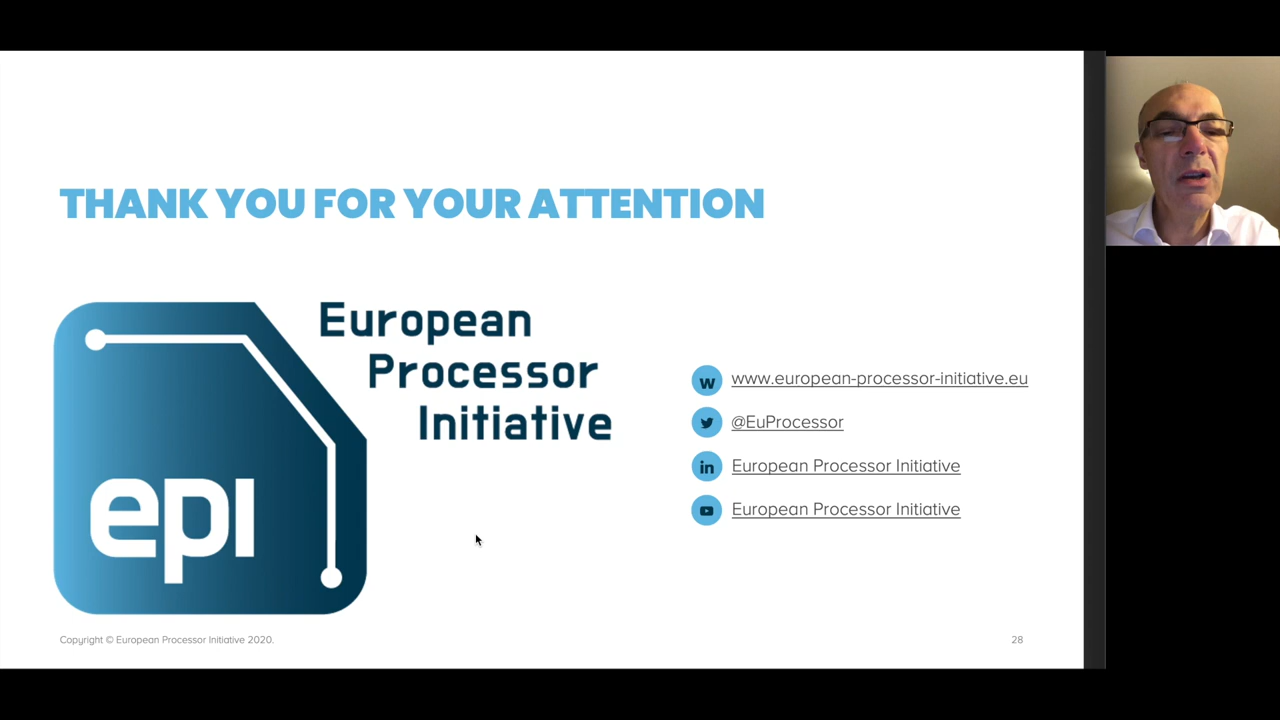 THANK YOU FOR YOUR ATTENTION
European
Processor
Initiative
epi
w www.european-processor-initiative.eu
@EuProcessor
in European Processor Initiative
European Processor Initiative
Copyright © European Processor Initiative 2020.
28